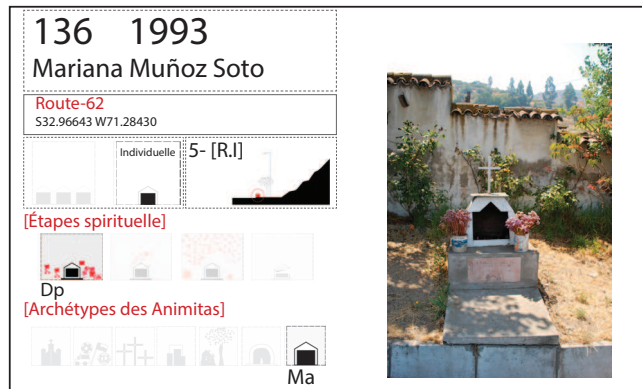 136 1993
Mariana Muñoz Soto
Route-62
S32.96643 W71.28430
Individuelle
5- [R.I]
[Étapes spirituelle]
Dp
[Archétypes des Animitas]
Ma